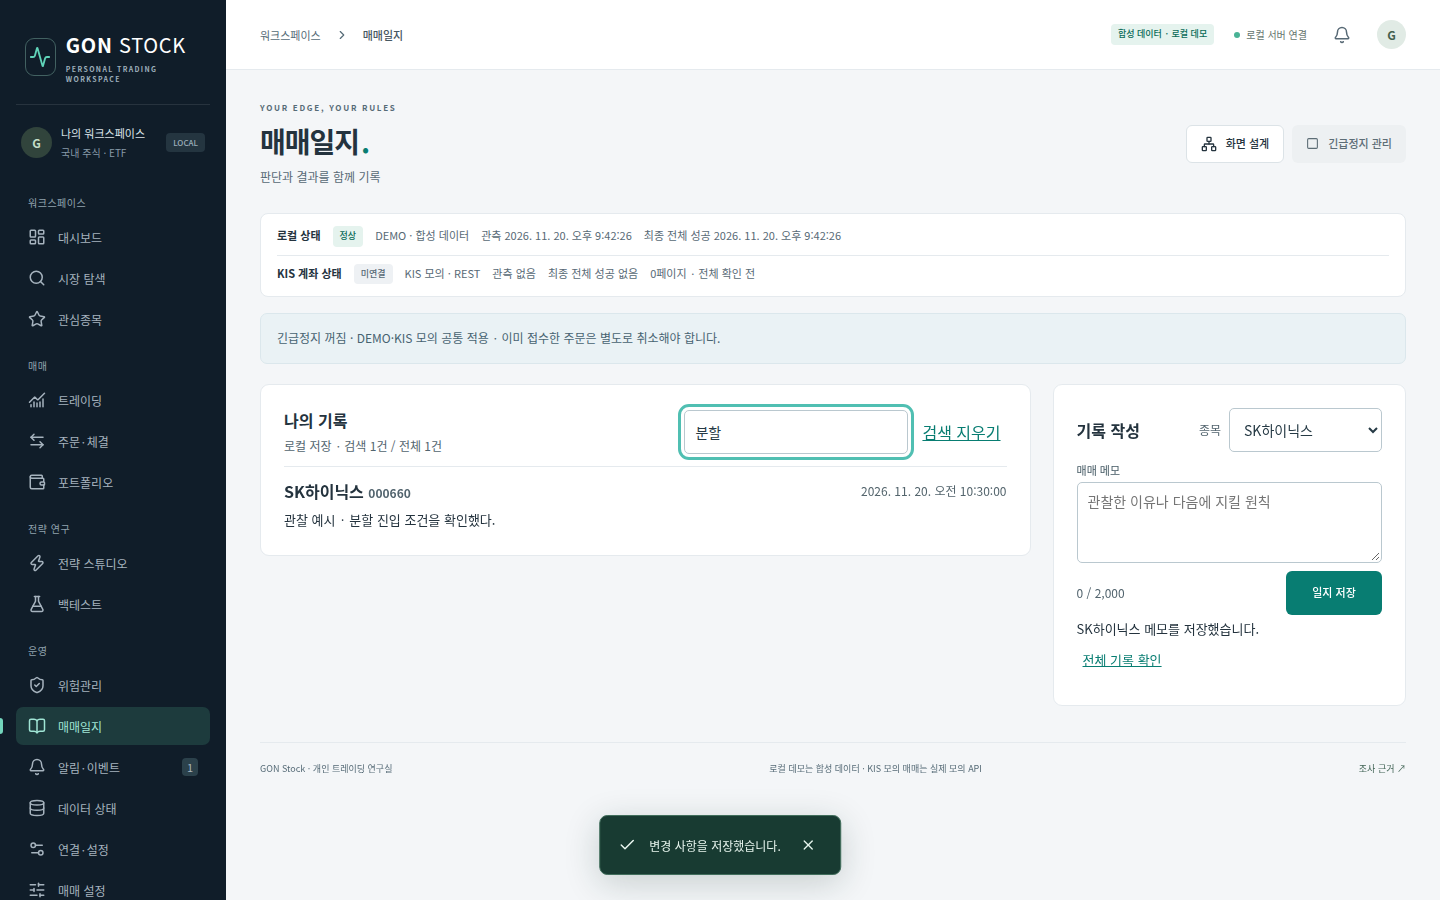 GON STOCK
PERSONAL TRADING
WORKSPACE
G
나의 워크스페이스
국내 주식 · ETF
LOCAL
워크스페이스
대시보드
시장 탐색
관심종목
매매
트레이딩
주문·체결
포트폴리오
전략 연구
전략 스튜디오
백테스트
운영
위험관리
매매일지
알림·이벤트
1
데이터 상태
연결·설정
매매 설정
워크스페이스 > 매매일지
합성 데이터 · 로컬 데모
로컬 서버 연결
G
YOUR EDGE, YOUR RULES
매매일지.
판단과 결과를 함께 기록
화면 설계
긴급정지 관리
로컬 상태 정상 DEMO · 합성 데이터 관측 2026. 11. 20. 오후 9:42:26 최종 전체 성공 2026. 11. 20. 오후 9:42:26
KIS 계좌 상태 미연결 KIS 모의 · REST 관측 없음 최종 전체 성공 없음 0페이지 · 전체 확인 전
긴급정지 꺼짐 · DEMO·KIS 모의 공통 적용 · 이미 접수한 주문은 별도로 취소해야 합니다.
나의 기록
로컬 저장 · 검색 1건 / 전체 1건
분할
검색 지우기
SK하이닉스 000660
2026. 11. 20. 오전 10:30:00
관찰 예시 · 분할 진입 조건을 확인했다.
기록 작성
종목
SK하이닉스
매매 메모
관찰한 이유나 다음에 지킬 원칙
0 / 2,000
일지 저장
SK하이닉스 메모를 저장했습니다.
전체 기록 확인
GON Stock · 개인 트레이딩 연구실
로컬 데모는 합성 데이터 · KIS 모의 매매는 실제 모의 API
조사 근거 ↗
변경 사항을 저장했습니다.